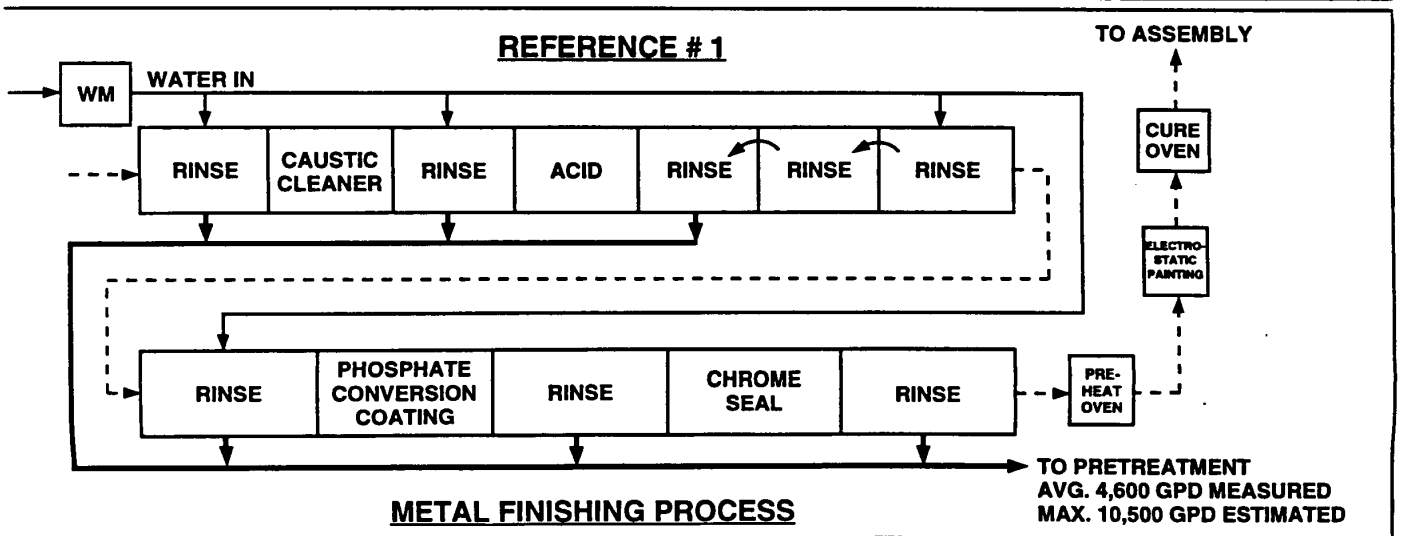 REFERENCE # 1
TO ASSEMBLY
WM
WATER IN
CURE
OVEN
RINSE
CAUSTIC
CLEANER
RINSE
ACID
RINSE
RINSE
RINSE
ELECTRO-
STATIC
PAINTING
RINSE
PHOSPHATE
CONVERSION
COATING
RINSE
CHROME
SEAL
RINSE
PRE-
HEAT
OVEN
TO PRETREATMENT
AVG. 4,600 GPD MEASURED
MAX. 10,500 GPD ESTIMATED
METAL FINISHING PROCESS